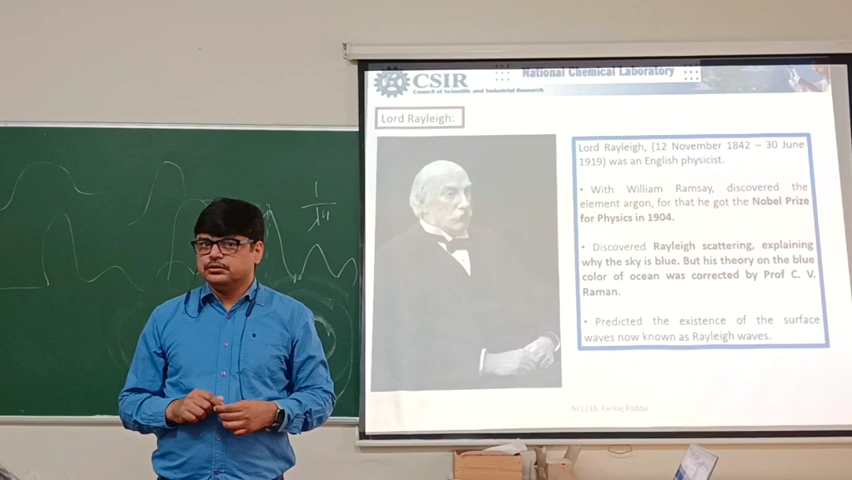 CSIR
Council of Scientific and Industrial Research
National Chemical Laboratory
Lord Rayleigh:
Lord Rayleigh, (12 November 1842 – 30 June
1919) was an English physicist.
• With William Ramsay, discovered the
element argon, for that he got the Nobel Prize
for Physics in 1904.
• Discovered Rayleigh scattering, explaining
why the sky is blue. But his theory on the blue
color of ocean was corrected by Prof C. V.
Raman.
• Predicted the existence of the surface
waves now known as Rayleigh waves.
Pankaj Poddar
1
λ4